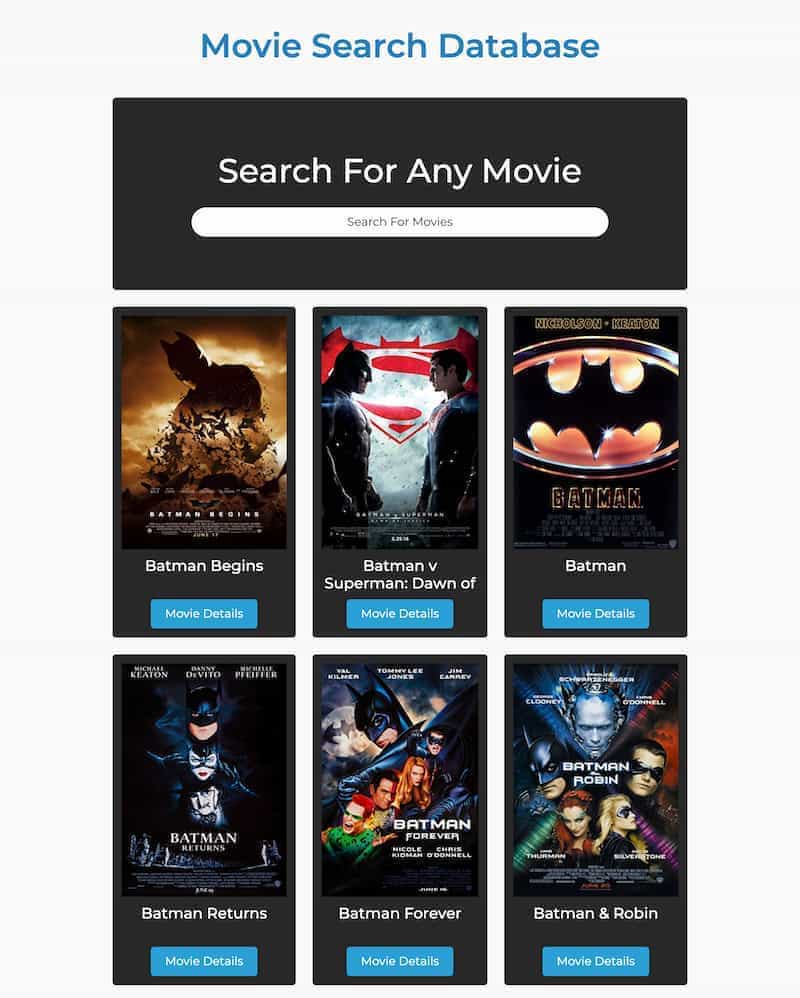 Movie Search Database
Search For Any Movie
Search For Movies
BATMAN BEGINS
JUNE 17
Batman Begins
Movie Details
BATMAN v SUPERMAN
DAWN OF JUSTICE
3.25.16
Batman v
Superman: Dawn of
Movie Details
NICHOLSON • KEATON
BATMAN
Batman
Movie Details
MICHAEL
KEATON
DANNY
DEVITO
MICHELLE
PFEIFFER
BATMAN
RETURNS
Batman Returns
Movie Details
VAL
KILMER
TOMMY LEE
JONES
JIM
CARREY
BATMAN
FOREVER
NICOLE
KIDMAN
CHRIS
O'DONNELL
JUNE 16
Batman Forever
Movie Details
SCHWARZENEGGER
GEORGE
CLOONEY
CHRIS
O'DONNELL
BATMAN
&
ROBIN
UMA
THURMAN
SILVERSTONE
Batman & Robin
Movie Details